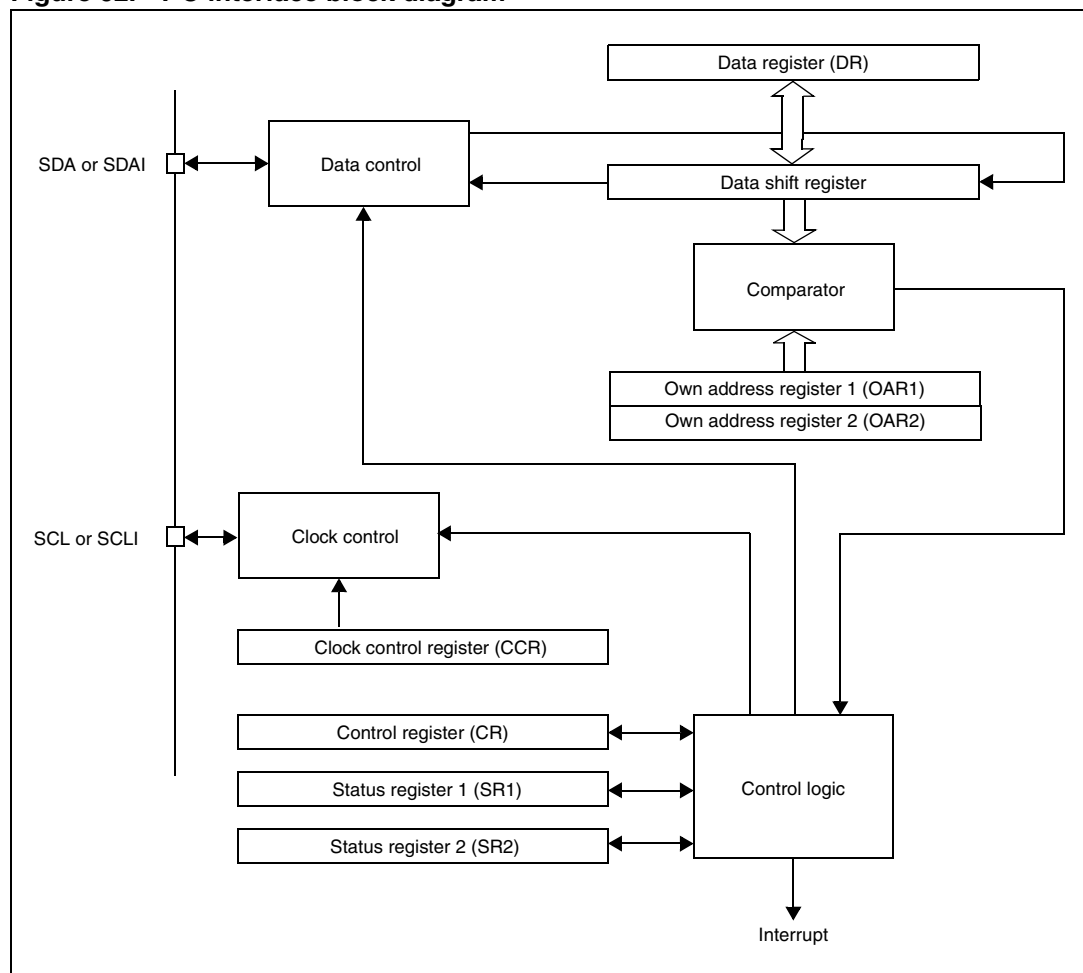 Data register (DR)
SDA or SDAI
Data control
Data shift register
Comparator
Own address register 1 (OAR1)
Own address register 2 (OAR2)
SCL or SCLI
Clock control
Clock control register (CCR)
Control register (CR)
Status register 1 (SR1)
Control logic
Status register 2 (SR2)
Interrupt